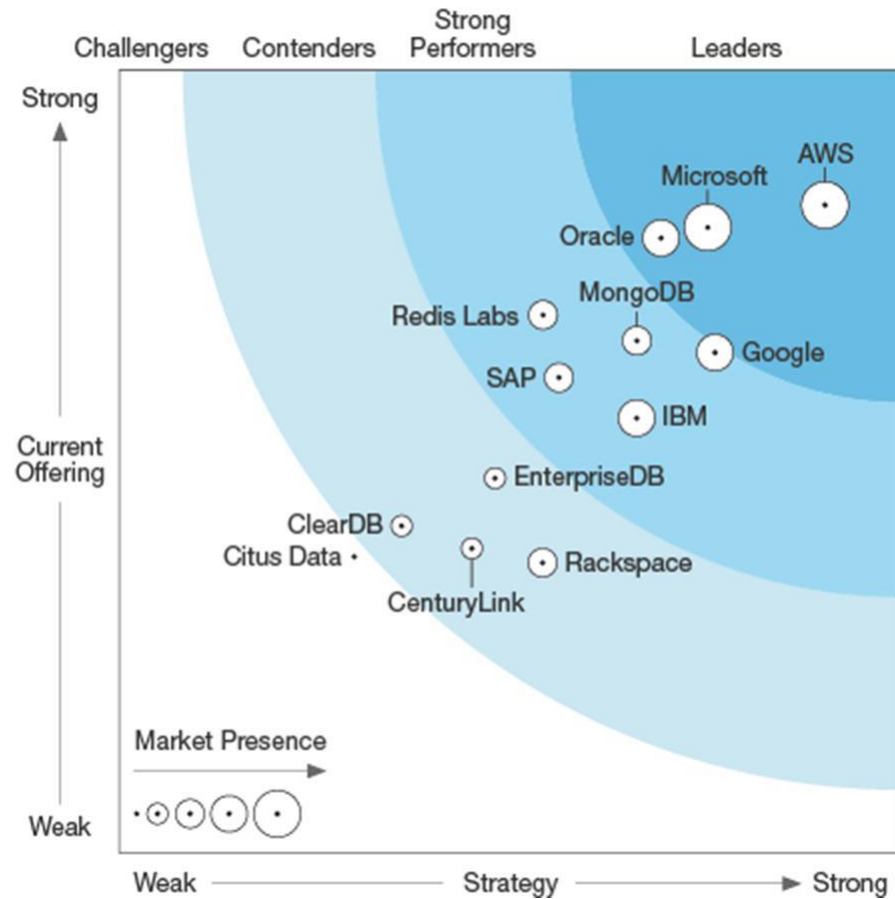 Challengers
Contenders
Strong
Performers
Leaders
Strong
AWS
Microsoft
Oracle
MongoDB
Redis Labs
Google
SAP
IBM
Current
Offering
EnterpriseDB
ClearDB
Citus Data
Rackspace
CenturyLink
Market Presence
Weak
Weak
Strategy
Strong